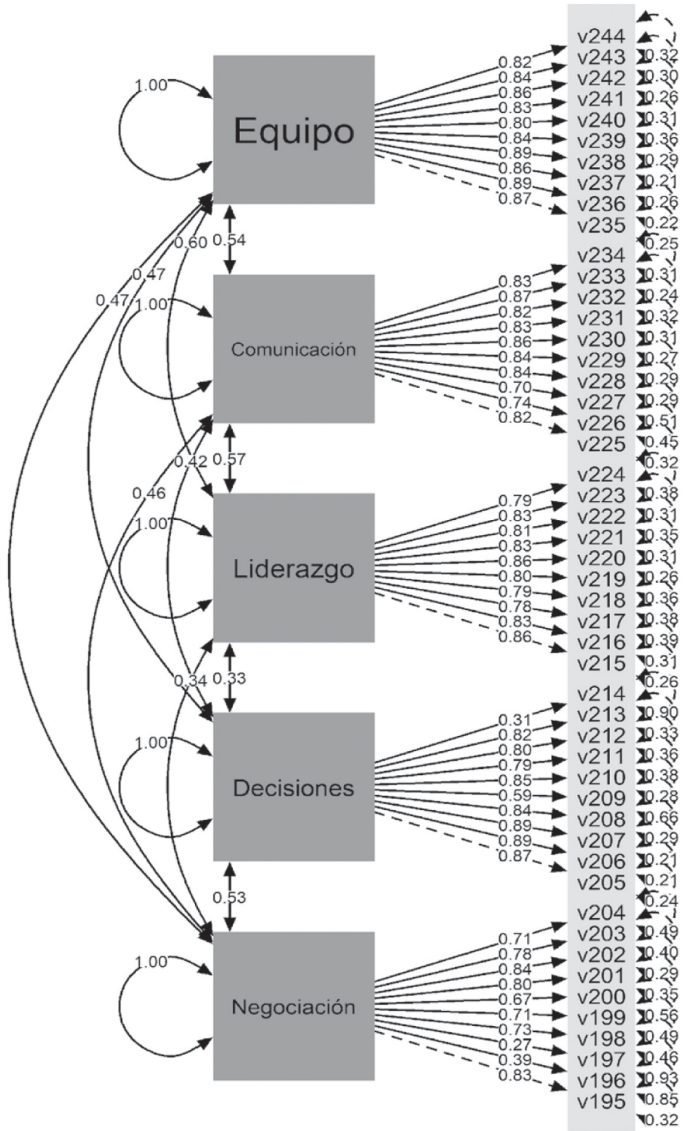 1.00
Equipo
0.60
0.54
0.47
0.47
1.00
Comunicación
0.42
0.57
0.46
1.00
Liderazgo
0.34
0.33
1.00
Decisiones
0.53
1.00
Negociación
0.82
0.84
0.86
0.83
0.80
0.84
0.89
0.86
0.89
0.87
0.83
0.87
0.82
0.83
0.86
0.84
0.84
0.70
0.74
0.82
0.79
0.83
0.81
0.83
0.86
0.80
0.79
0.78
0.83
0.86
0.31
0.82
0.80
0.79
0.85
0.59
0.84
0.89
0.89
0.87
0.71
0.78
0.84
0.80
0.67
0.71
0.73
0.27
0.39
0.83
v244
v243
v242
v241
v240
v239
v238
v237
v236
v235
v234
v233
v232
v231
v230
v229
v228
v227
v226
v225
v224
v223
v222
v221
v220
v219
v218
v217
v216
v215
v214
v213
v212
v211
v210
v209
v208
v207
v206
v205
v204
v203
v202
v201
v200
v199
v198
v197
v196
v195
0.32
0.30
0.26
0.31
0.36
0.29
0.21
0.26
0.22
0.25
0.31
0.24
0.32
0.31
0.27
0.29
0.29
0.51
0.45
0.32
0.38
0.31
0.35
0.31
0.26
0.36
0.38
0.39
0.31
0.26
0.90
0.33
0.36
0.38
0.28
0.66
0.29
0.21
0.21
0.24
0.49
0.40
0.29
0.35
0.56
0.49
0.46
0.93
0.85
0.32